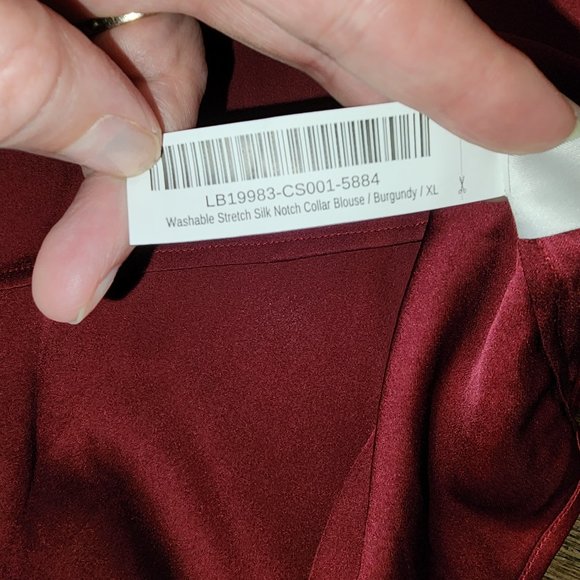 LB19983-CS001-5884
Washable Stretch Silk Notch Collar Blouse / Burgundy / XL